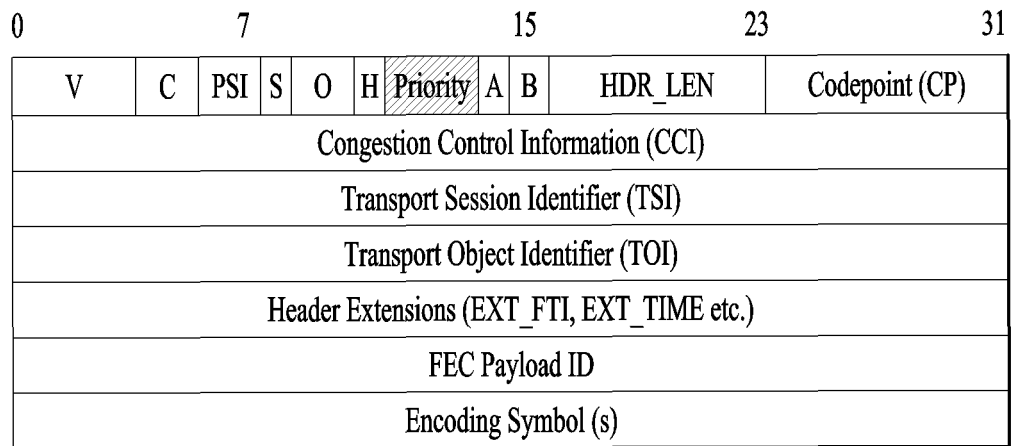 0 7 15 23 31
V C PSI S O H Priority A B HDR_LEN Codepoint (CP)
Congestion Control Information (CCI)
Transport Session Identifier (TSI)
Transport Object Identifier (TOI)
Header Extensions (EXT_FTI, EXT_TIME etc.)
FEC Payload ID
Encoding Symbol (s)